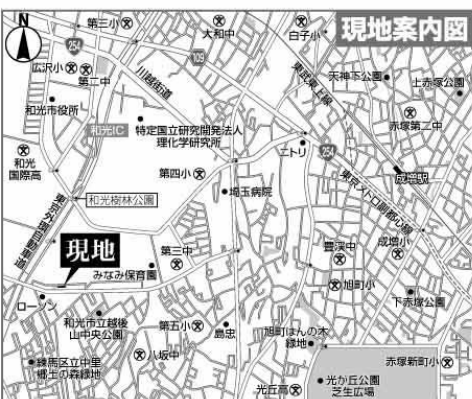 現地案内図
N
254
第三小
大和中
白子小
109
広沢小
第二中
川越街道
東武東上線
天神下公園
上赤塚公園
和光市役所
和光IC
特定国立研究開発法人
理化学研究所
赤塚第二中
ニトリ
254
和光
国際高
第四小
成増駅
埼玉病院
東京メトロ副都心線
和光樹林公園
東京外環自動車道
現地
第三中
みなみ保育園
豊渓中
成増小
旭町小
ローソン
下赤塚公園
和光市立越後
山中央公園
第五小
島忠
旭町はんの木
緑地
八坂中
練馬区立中里
郷土の森緑地
赤塚新町小
光が丘公園
芝生広場
光丘高